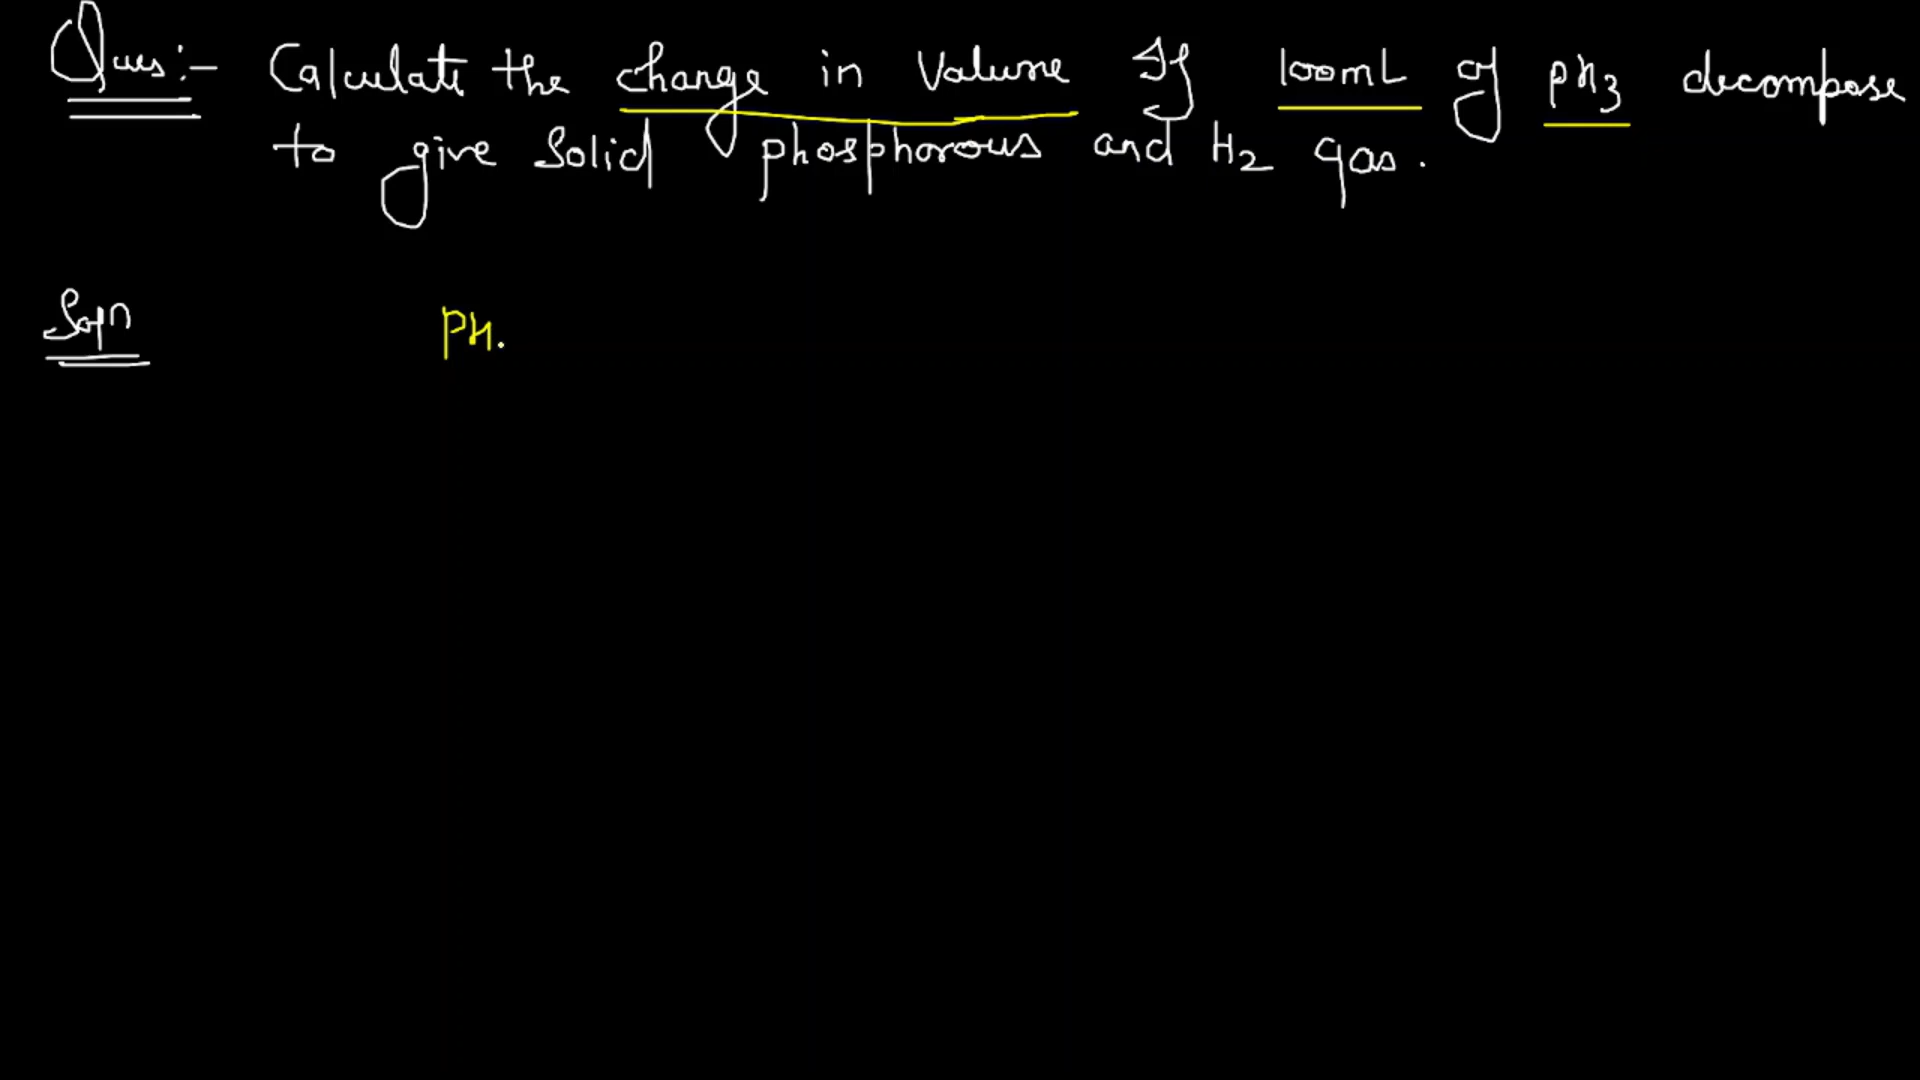 Ques:- Calculate the change in Volume If 100mL of PH3 decompose
to give Solid phosphorous and H2 gas.
Soln PH.